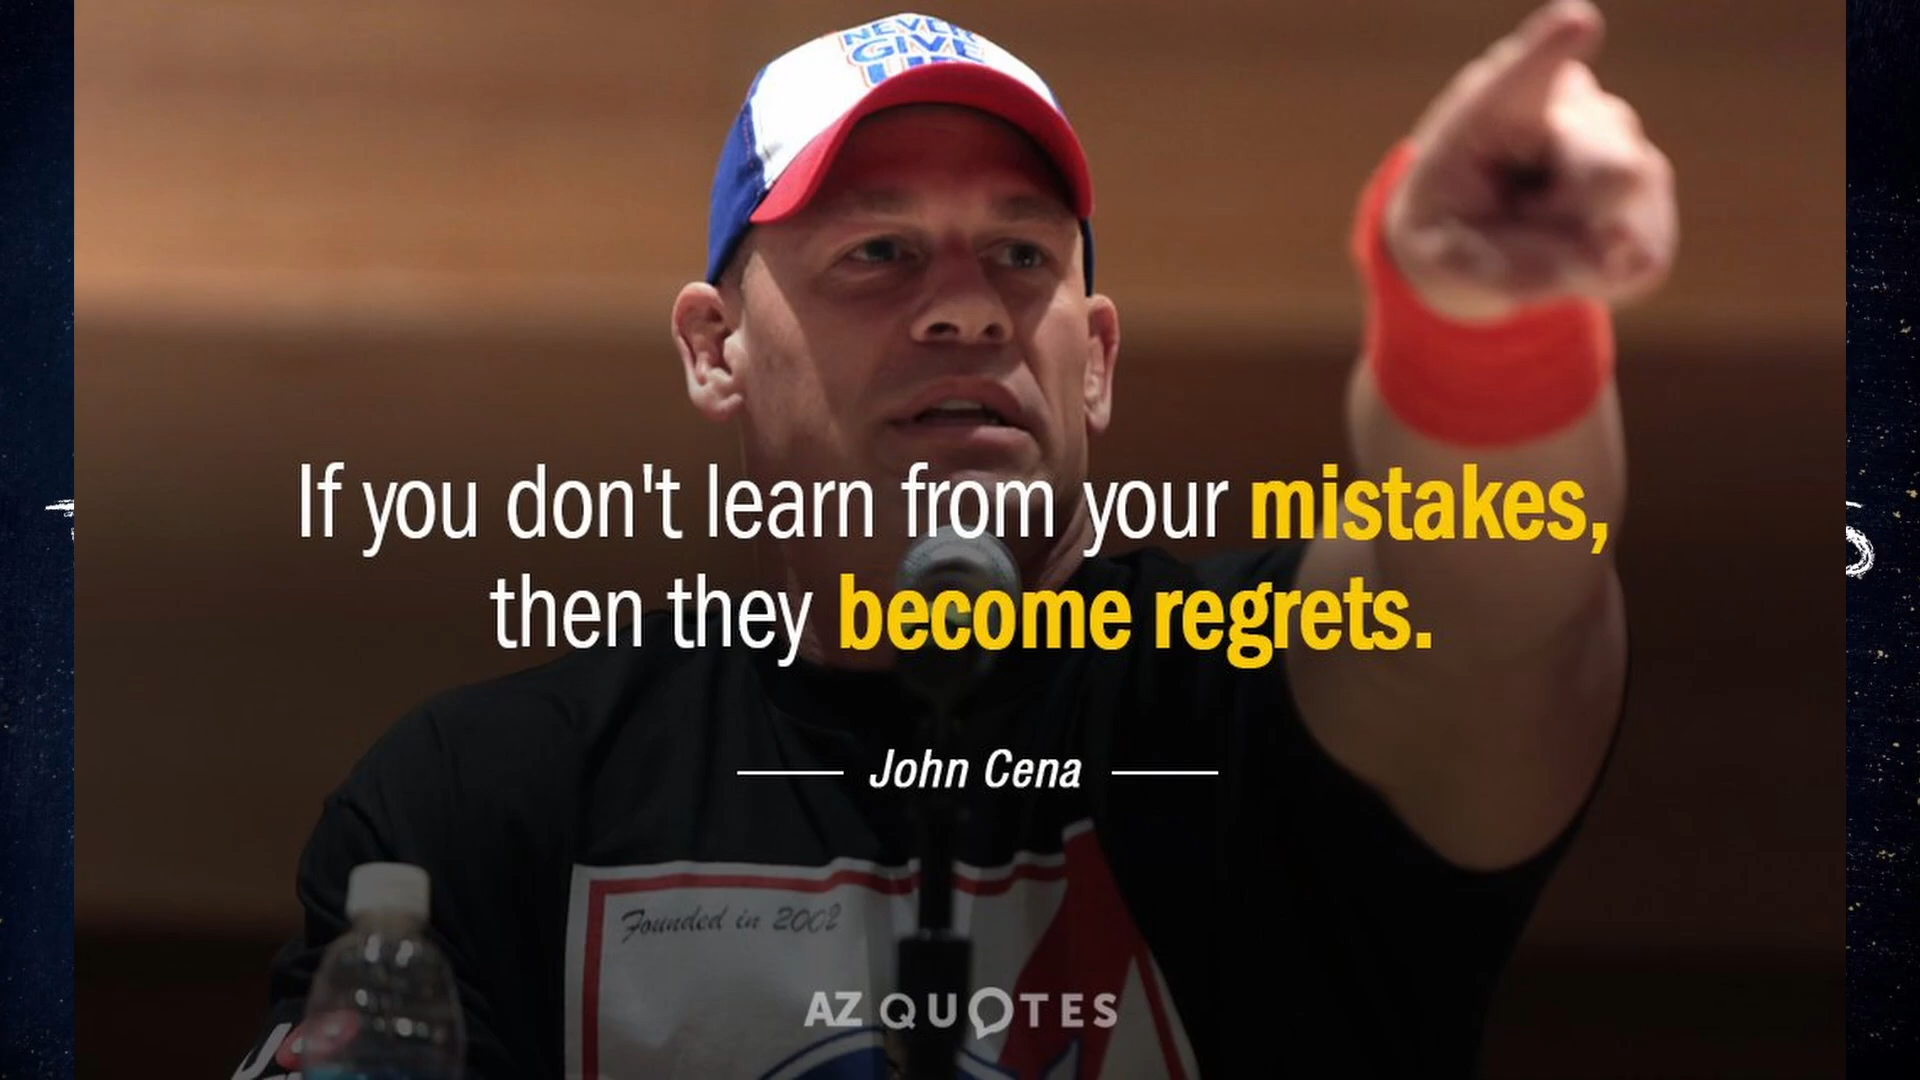 NEVER
GIVE
UP
If you don't learn from your mistakes,
then they become regrets.
John Cena
Founded in 2002
AZ QUOTES